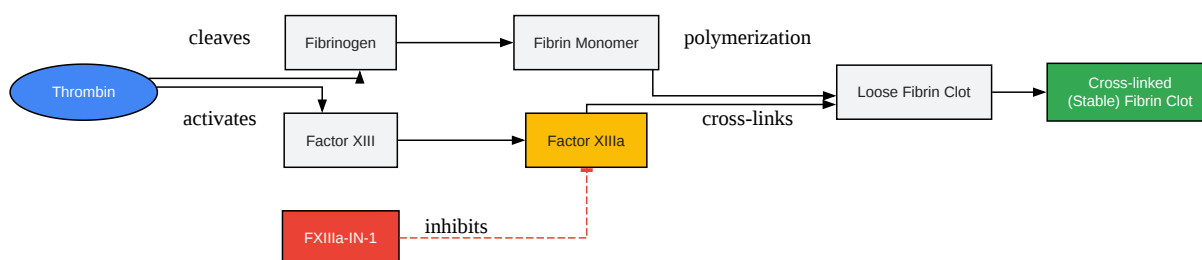 cleaves
Fibrinogen
Fibrin Monomer
polymerization
Thrombin
Loose Fibrin Clot
Cross-linked
(Stable) Fibrin Clot
activates
cross-links
Factor XIII
Factor XIIIa
FXIIIa-IN-1
inhibits